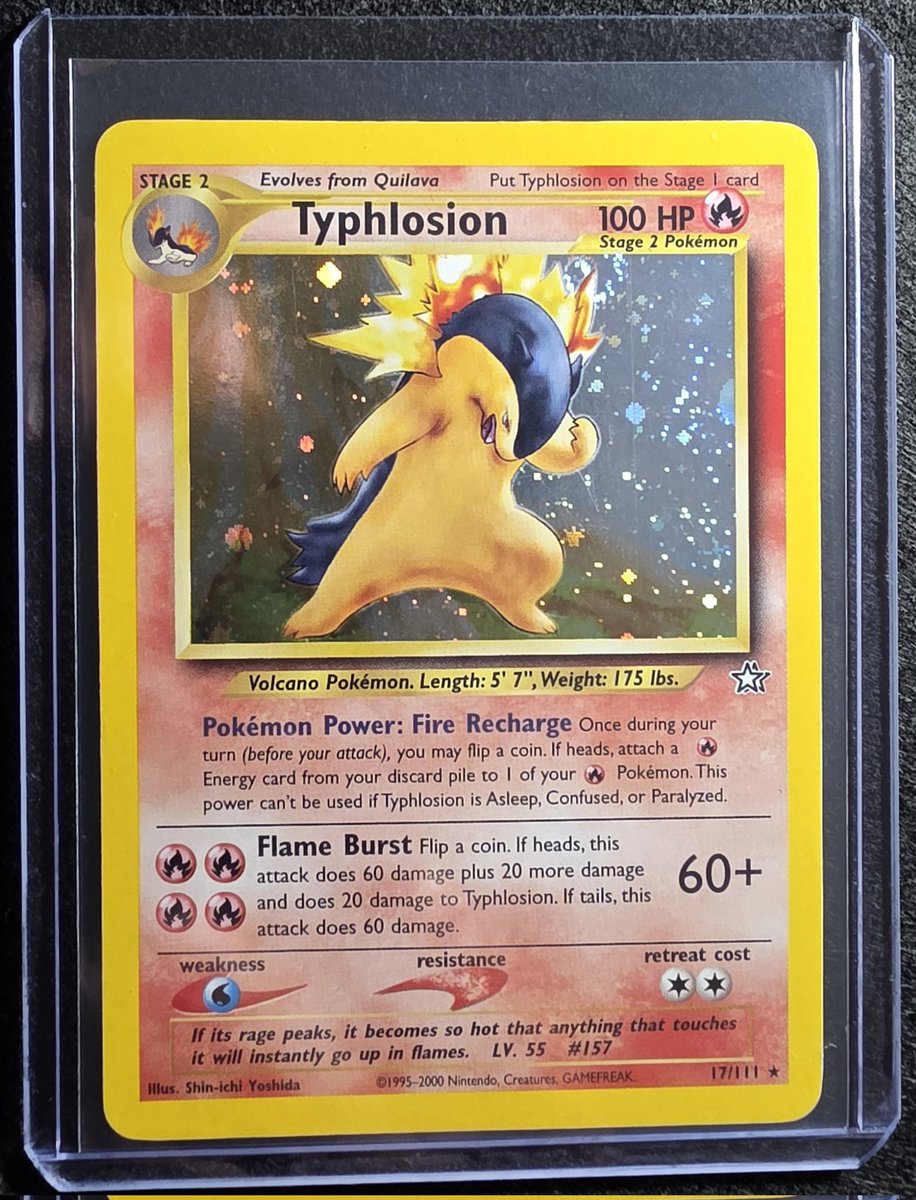 STAGE 2 Evolves from Quilava Put Typhlosion on the Stage 1 card
Typhlosion 100 HP
Stage 2 Pokémon
Volcano Pokémon. Length: 5' 7", Weight: 175 lbs.
Pokémon Power: Fire Recharge Once during your
turn (before your attack), you may flip a coin. If heads, attach a
Energy card from your discard pile to 1 of your Pokémon. This
power can't be used if Typhlosion is Asleep, Confused, or Paralyzed.
Flame Burst Flip a coin. If heads, this
attack does 60 damage plus 20 more damage
and does 20 damage to Typhlosion. If tails, this
attack does 60 damage.
60+
weakness resistance retreat cost
If its rage peaks, it becomes so hot that anything that touches
it will instantly go up in flames. LV. 55 #157
Illus. Shin-ichi Yoshida ©1995–2000 Nintendo, Creatures, GAMEFREAK. 17/111 ★